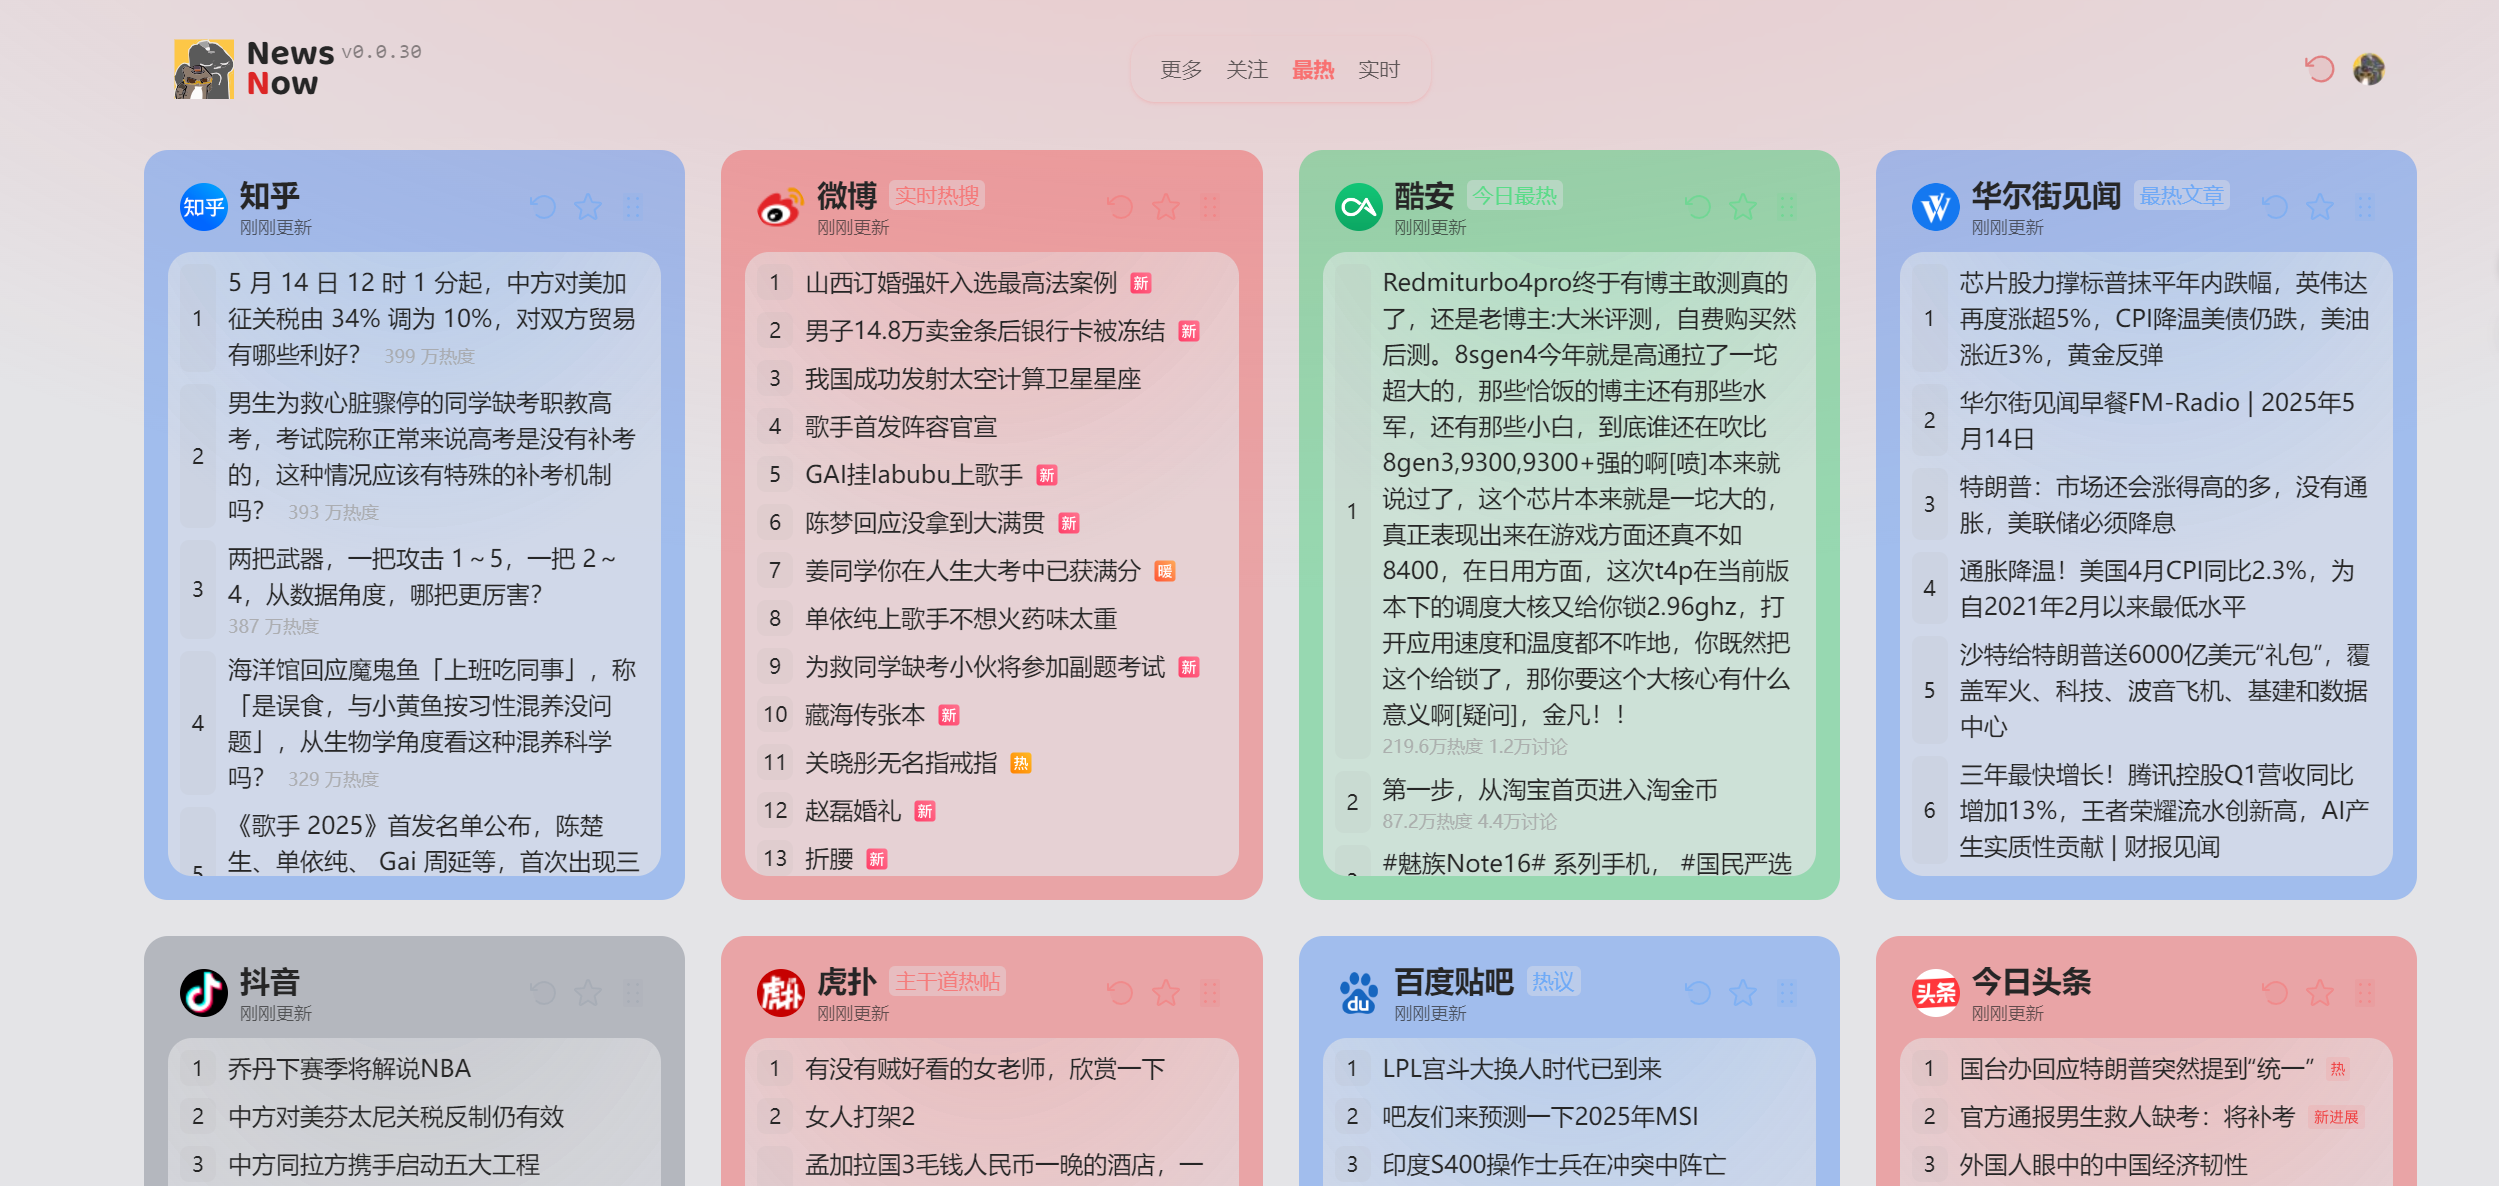 News v0.0.30
Now
更多 关注 最热 实时
知乎
知乎
刚刚更新
1
5 月 14 日 12 时 1 分起，中方对美加
征关税由 34% 调为 10%，对双方贸易
有哪些利好？ 399 万热度
2
男生为救心脏骤停的同学缺考职教高
考，考试院称正常来说高考是没有补考
的，这种情况应该有特殊的补考机制
吗？ 393 万热度
3
两把武器，一把攻击 1～5，一把 2～
4，从数据角度，哪把更厉害？
387 万热度
4
海洋馆回应魔鬼鱼「上班吃同事」，称
「是误食，与小黄鱼按习性混养没问
题」，从生物学角度看这种混养科学
吗？ 329 万热度
5
《歌手 2025》首发名单公布，陈楚
生、单依纯、 Gai 周延等，首次出现三
微博 实时热搜
刚刚更新
1 山西订婚强奸入选最高法案例 新
2 男子14.8万卖金条后银行卡被冻结 新
3 我国成功发射太空计算卫星星座
4 歌手首发阵容官宣
5 GAI挂labubu上歌手 新
6 陈梦回应没拿到大满贯 新
7 姜同学你在人生大考中已获满分 暖
8 单依纯上歌手不想火药味太重
9 为救同学缺考小伙将参加副题考试 新
10 藏海传张本 新
11 关晓彤无名指戒指 热
12 赵磊婚礼 新
13 折腰 新
酷安 今日最热
刚刚更新
1
Redmiturbo4pro终于有博主敢测真的
了，还是老博主:大米评测，自费购买然
后测。8sgen4今年就是高通拉了一坨
超大的，那些恰饭的博主还有那些水
军，还有那些小白，到底谁还在吹比
8gen3,9300,9300+强的啊[喷]本来就
说过了，这个芯片本来就是一坨大的，
真正表现出来在游戏方面还真不如
8400，在日用方面，这次t4p在当前版
本下的调度大核又给你锁2.96ghz，打
开应用速度和温度都不咋地，你既然把
这个给锁了，那你要这个大核心有什么
意义啊[疑问]，金凡！！
219.6万热度 1.2万讨论
2 第一步，从淘宝首页进入淘金币
87.2万热度 4.4万讨论
#魅族Note16# 系列手机， #国民严选
华尔街见闻 最热文章
刚刚更新
1
芯片股力撑标普抹平年内跌幅，英伟达
再度涨超5%，CPI降温美债仍跌，美油
涨近3%，黄金反弹
2
华尔街见闻早餐FM-Radio | 2025年5
月14日
3
特朗普：市场还会涨得高的多，没有通
胀，美联储必须降息
4
通胀降温！美国4月CPI同比2.3%，为
自2021年2月以来最低水平
5
沙特给特朗普送6000亿美元“礼包”，覆
盖军火、科技、波音飞机、基建和数据
中心
6
三年最快增长！腾讯控股Q1营收同比
增加13%，王者荣耀流水创新高，AI产
生实质性贡献 | 财报见闻
抖音
刚刚更新
1 乔丹下赛季将解说NBA
2 中方对美芬太尼关税反制仍有效
3 中方同拉方携手启动五大工程
虎扑
虎扑 主干道热帖
刚刚更新
1 有没有贼好看的女老师，欣赏一下
2 女人打架2
孟加拉国3毛钱人民币一晚的酒店，一
du
百度贴吧 热议
刚刚更新
1 LPL宫斗大换人时代已到来
2 吧友们来预测一下2025年MSI
3 印度S400操作士兵在冲突中阵亡
头条
今日头条
刚刚更新
1 国台办回应特朗普突然提到“统一” 热
2 官方通报男生救人缺考：将补考 新进展
3 外国人眼中的中国经济韧性